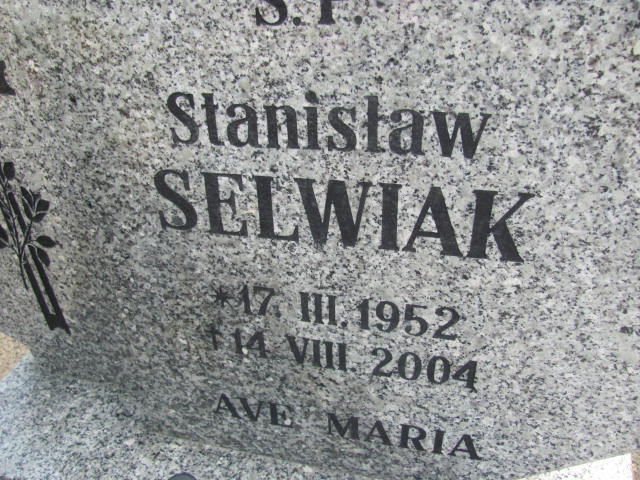 Ś.P.
Stanisław
SELWIAK
*17. III. 1952
†14 VIII. 2004
AVE MARIA